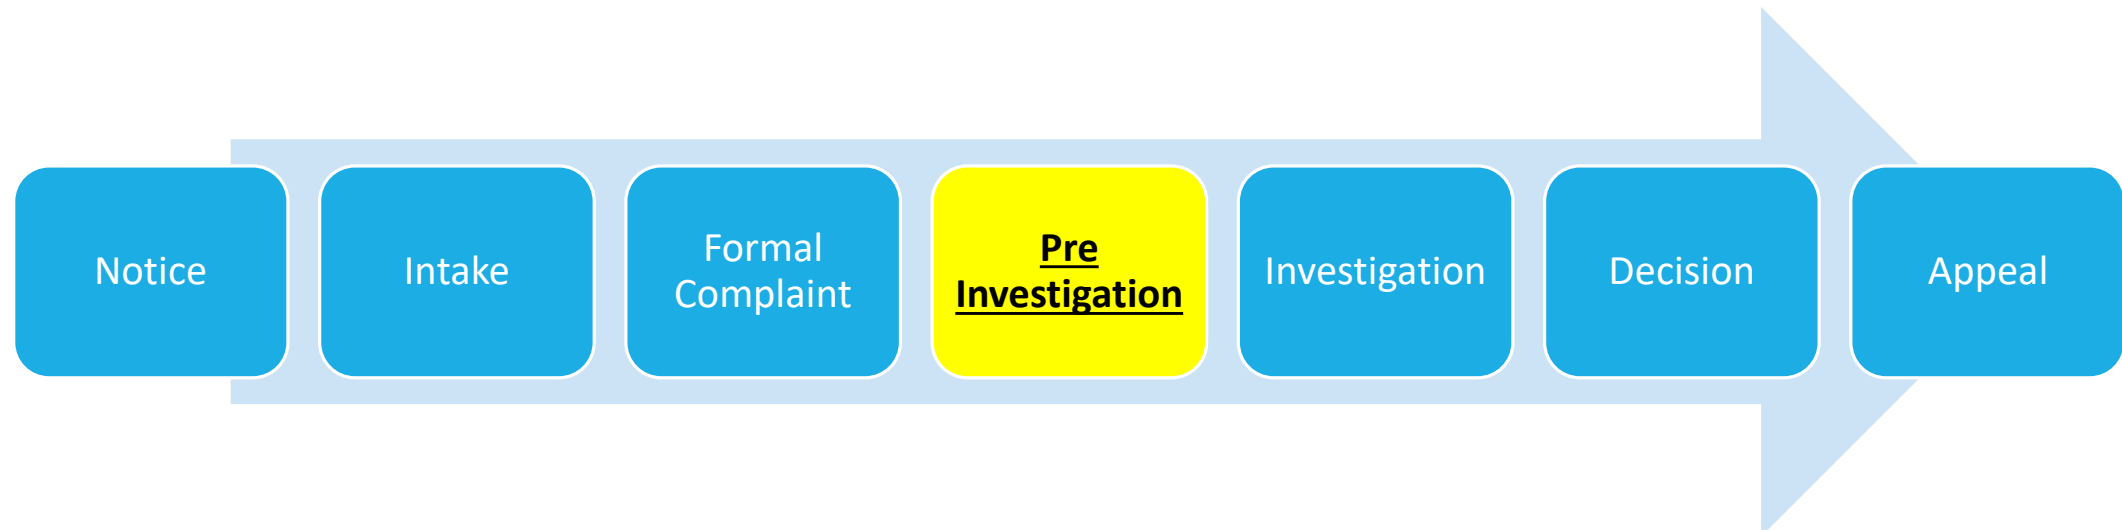 Notice
Intake
Formal
Complaint
Pre
Investigation
Investigation
Decision
Appeal